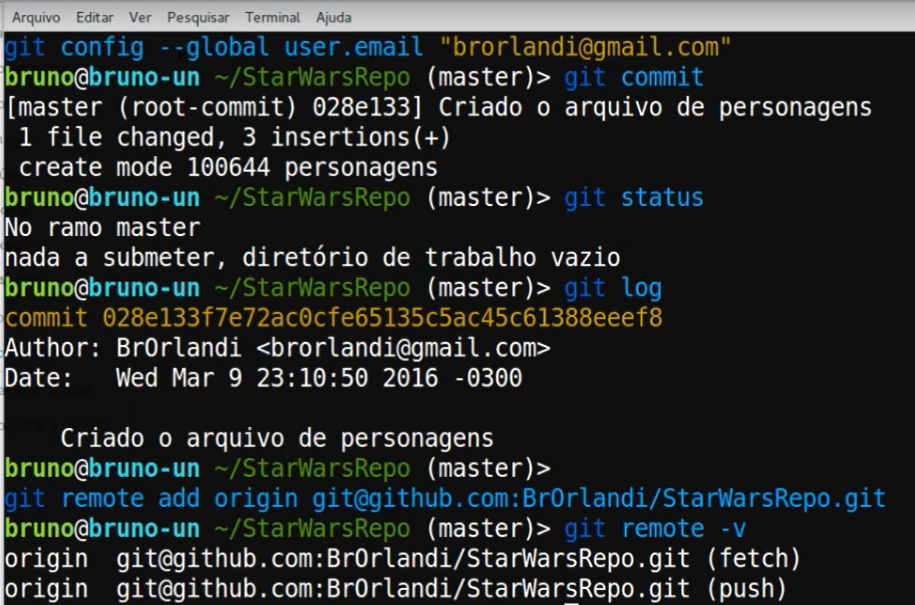 Arquivo Editar Ver Pesquisar Terminal Ajuda
git config --global user.email "brorlandi@gmail.com"
bruno@bruno-un ~/StarWarsRepo (master)> git commit
[master (root-commit) 028e133] Criado o arquivo de personagens
 1 file changed, 3 insertions(+)
 create mode 100644 personagens
bruno@bruno-un ~/StarWarsRepo (master)> git status
No ramo master
nada a submeter, diretório de trabalho vazio
bruno@bruno-un ~/StarWarsRepo (master)> git log
commit 028e133f7e72ac0cfe65135c5ac45c61388eeef8
Author: BrOrlandi <brorlandi@gmail.com>
Date:   Wed Mar 9 23:10:50 2016 -0300
    Criado o arquivo de personagens
bruno@bruno-un ~/StarWarsRepo (master)>
git remote add origin git@github.com:BrOrlandi/StarWarsRepo.git
bruno@bruno-un ~/StarWarsRepo (master)> git remote -v
origin  git@github.com:BrOrlandi/StarWarsRepo.git (fetch)
origin  git@github.com:BrOrlandi/StarWarsRepo.git (push)